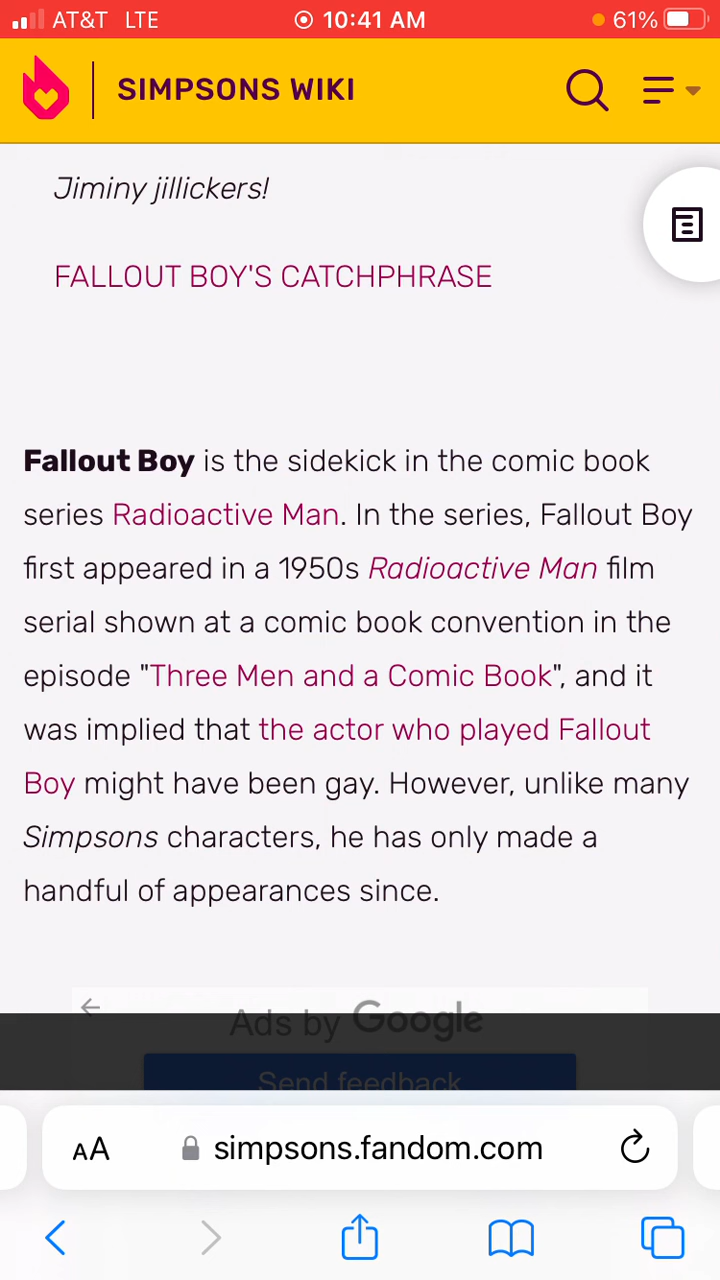 AT&T LTE 10:41 AM 61%
SIMPSONS WIKI
Jiminy jillickers!
FALLOUT BOY'S CATCHPHRASE
Fallout Boy is the sidekick in the comic book
series Radioactive Man. In the series, Fallout Boy
first appeared in a 1950s Radioactive Man film
serial shown at a comic book convention in the
episode "Three Men and a Comic Book", and it
was implied that the actor who played Fallout
Boy might have been gay. However, unlike many
Simpsons characters, he has only made a
handful of appearances since.
Ads by Google
Send feedback
AA simpsons.fandom.com